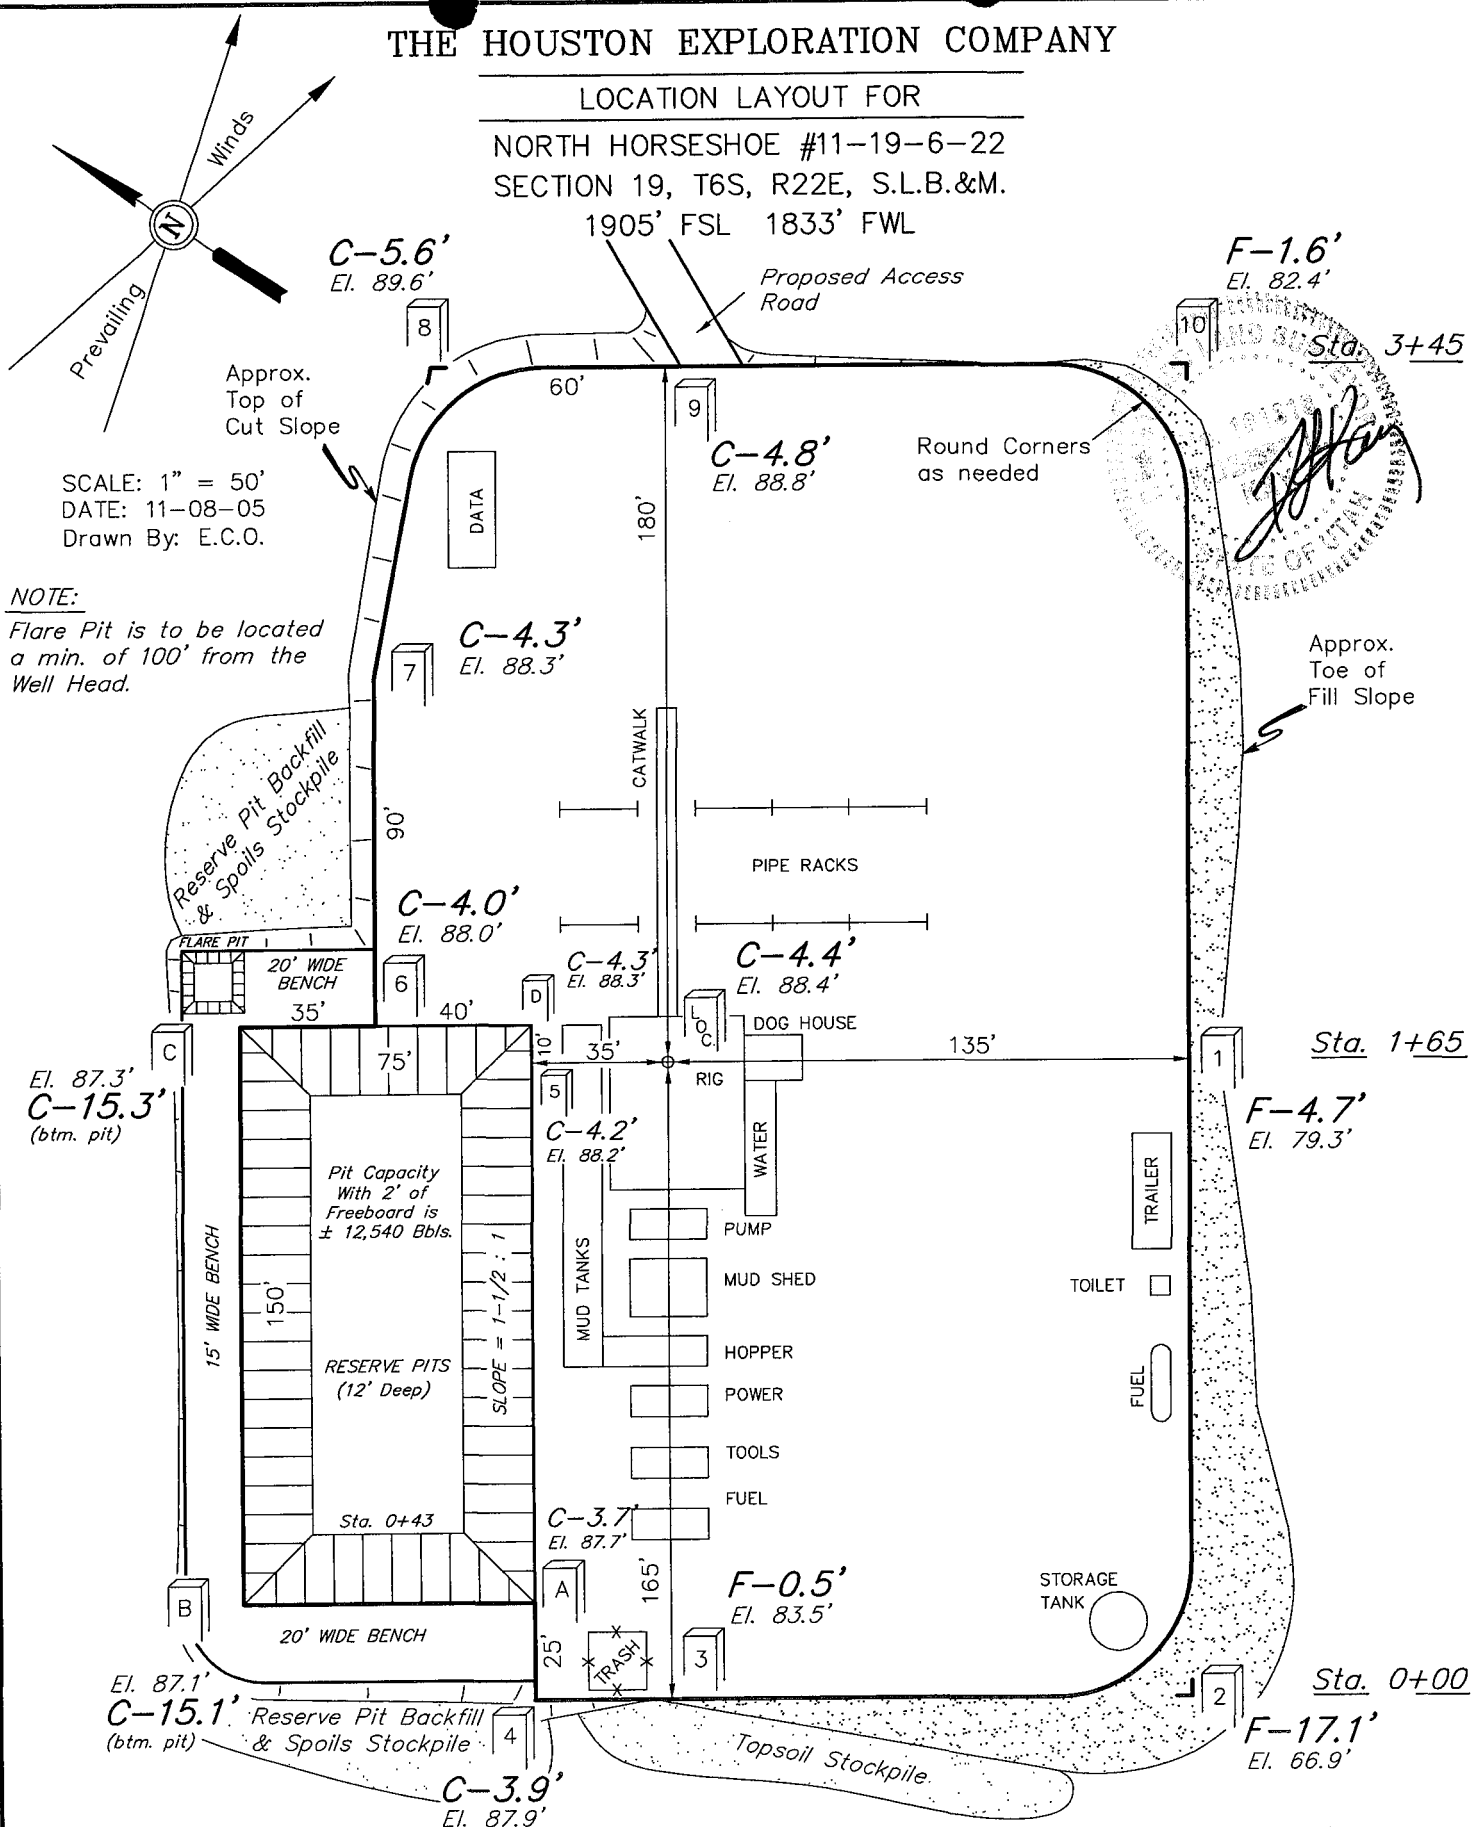 THE HOUSTON EXPLORATION COMPANY
LOCATION LAYOUT FOR
NORTH HORSESHOE #11-19-6-22
SECTION 19, T6S, R22E, S.L.B.&M.
1905' FSL 1833' FWL
Winds
N
Prevailing
C-5.6'
El. 89.6'
8
Proposed Access
Road
F-1.6'
El. 82.4'
10
Sta. 3+45
STATE OF UTAH
Approx.
Top of
Cut Slope
60'
9
C-4.8'
El. 88.8'
Round Corners
as needed
SCALE: 1" = 50'
DATE: 11-08-05
Drawn By: E.C.O.
DATA
180'
NOTE:
Flare Pit is to be located
a min. of 100' from the
Well Head.
C-4.3'
El. 88.3'
7
Approx.
Toe of
Fill Slope
Reserve Pit Backfill
& Spoils Stockpile
90'
CATWALK
PIPE RACKS
C-4.0'
El. 88.0'
6
FLARE PIT
20' WIDE
BENCH
35'
40'
C-4.3'
El. 88.3'
D
C-4.4'
El. 88.4'
LOC.
DOG HOUSE
C
75'
10'
35'
RIG
135'
1
Sta. 1+65
El. 87.3'
C-15.3'
(btm. pit)
5
C-4.2'
El. 88.2'
F-4.7'
El. 79.3'
WATER
TRAILER
Pit Capacity
With 2' of
Freeboard is
± 12,540 Bbls.
15' WIDE BENCH
150'
SLOPE = 1-1/2 : 1
MUD TANKS
PUMP
MUD SHED
TOILET
HOPPER
RESERVE PITS
(12' Deep)
POWER
FUEL
TOOLS
FUEL
Sta. 0+43
C-3.7'
El. 87.7'
A
165'
F-0.5'
El. 83.5'
STORAGE
TANK
B
20' WIDE BENCH
25'
TRASH
3
El. 87.1'
C-15.1'
(btm. pit)
Reserve Pit Backfill
& Spoils Stockpile
4
C-3.9'
El. 87.9'
Topsoil Stockpile
2
Sta. 0+00
F-17.1'
El. 66.9'